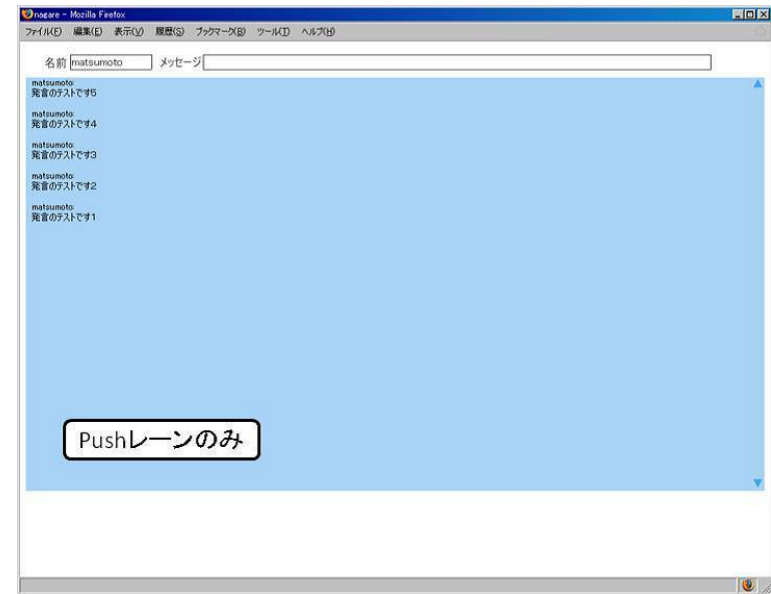 nagare - Mozilla Firefox
ファイル(F) 編集(E) 表示(V) 履歴(S) ブックマーク(B) ツール(T) ヘルプ(H)
名前 matsumoto メッセージ
matsumoto:
発言のテストです5
matsumoto:
発言のテストです4
matsumoto:
発言のテストです3
matsumoto:
発言のテストです2
matsumoto:
発言のテストです1
Pushレーンのみ